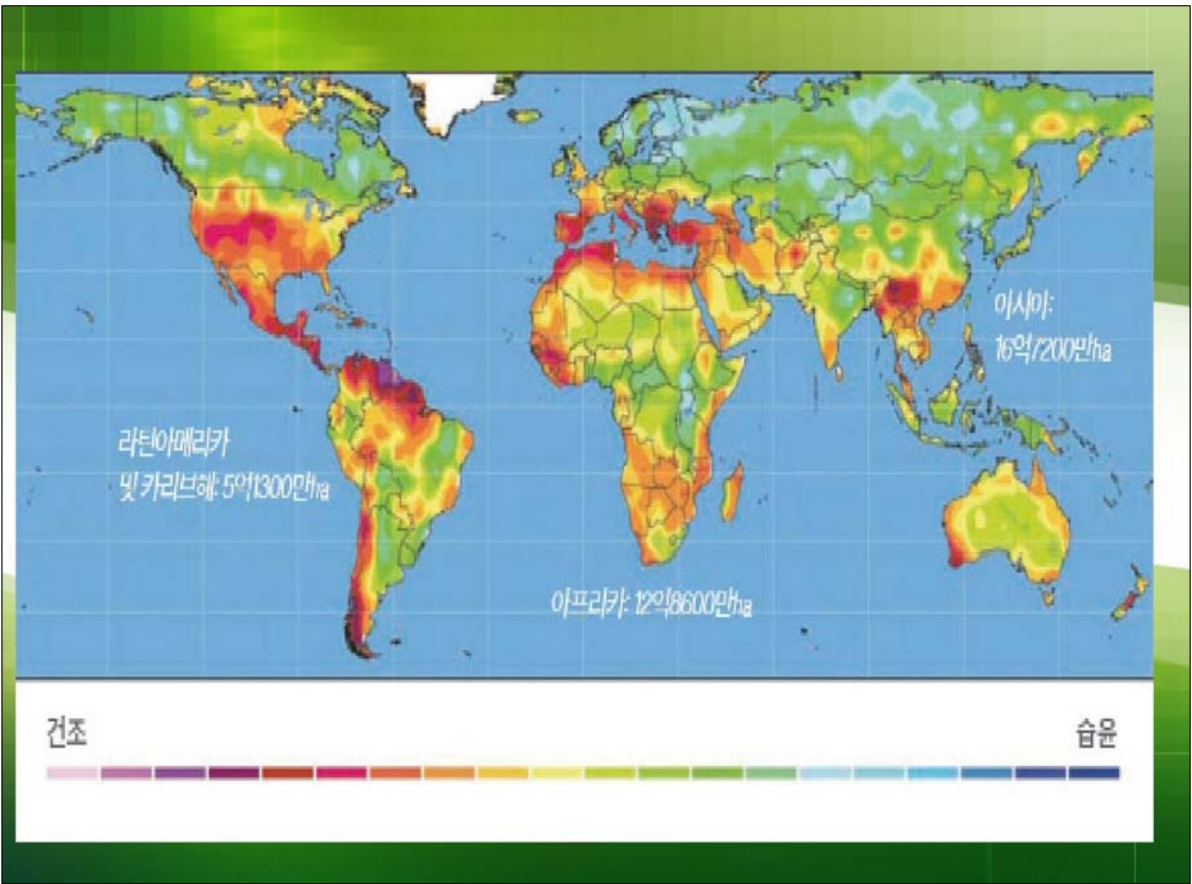 아시아:
16억7200만ha
라틴아메리카
및 카리브해: 5억1300만ha
아프리카: 12억8600만ha
건조
습윤